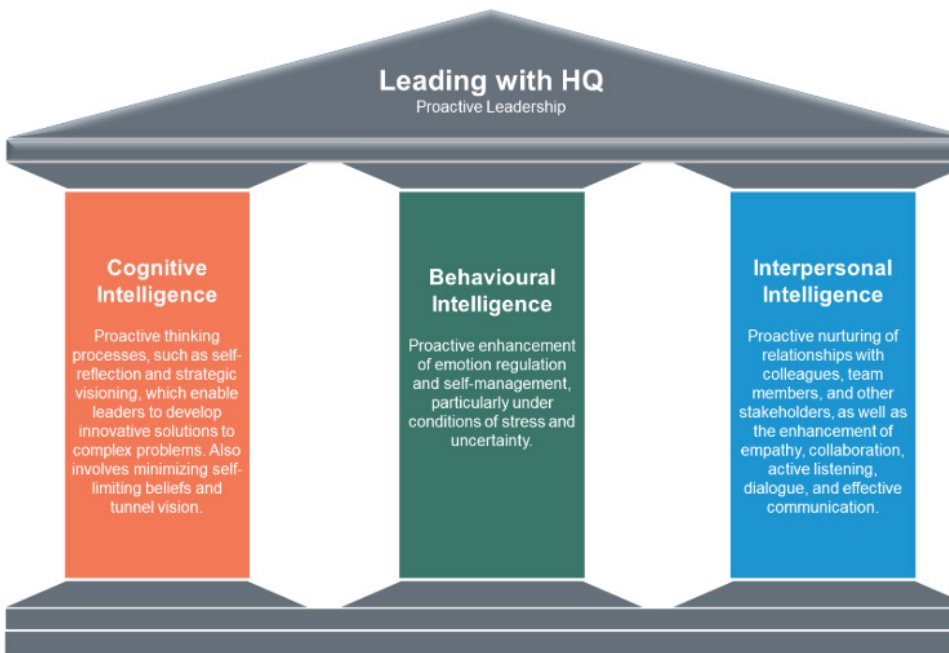 Leading with HQ
Proactive Leadership
Cognitive
Intelligence
Proactive thinking
processes, such as self-
reflection and strategic
visioning, which enable
leaders to develop
innovative solutions to
complex problems. Also
involves minimizing self-
limiting beliefs and
tunnel vision.
Behavioural
Intelligence
Proactive enhancement
of emotion regulation
and self-management,
particularly under
conditions of stress and
uncertainty.
Interpersonal
Intelligence
Proactive nurturing of
relationships with
colleagues, team
members, and other
stakeholders, as well as
the enhancement of
empathy, collaboration,
active listening,
dialogue, and effective
communication.